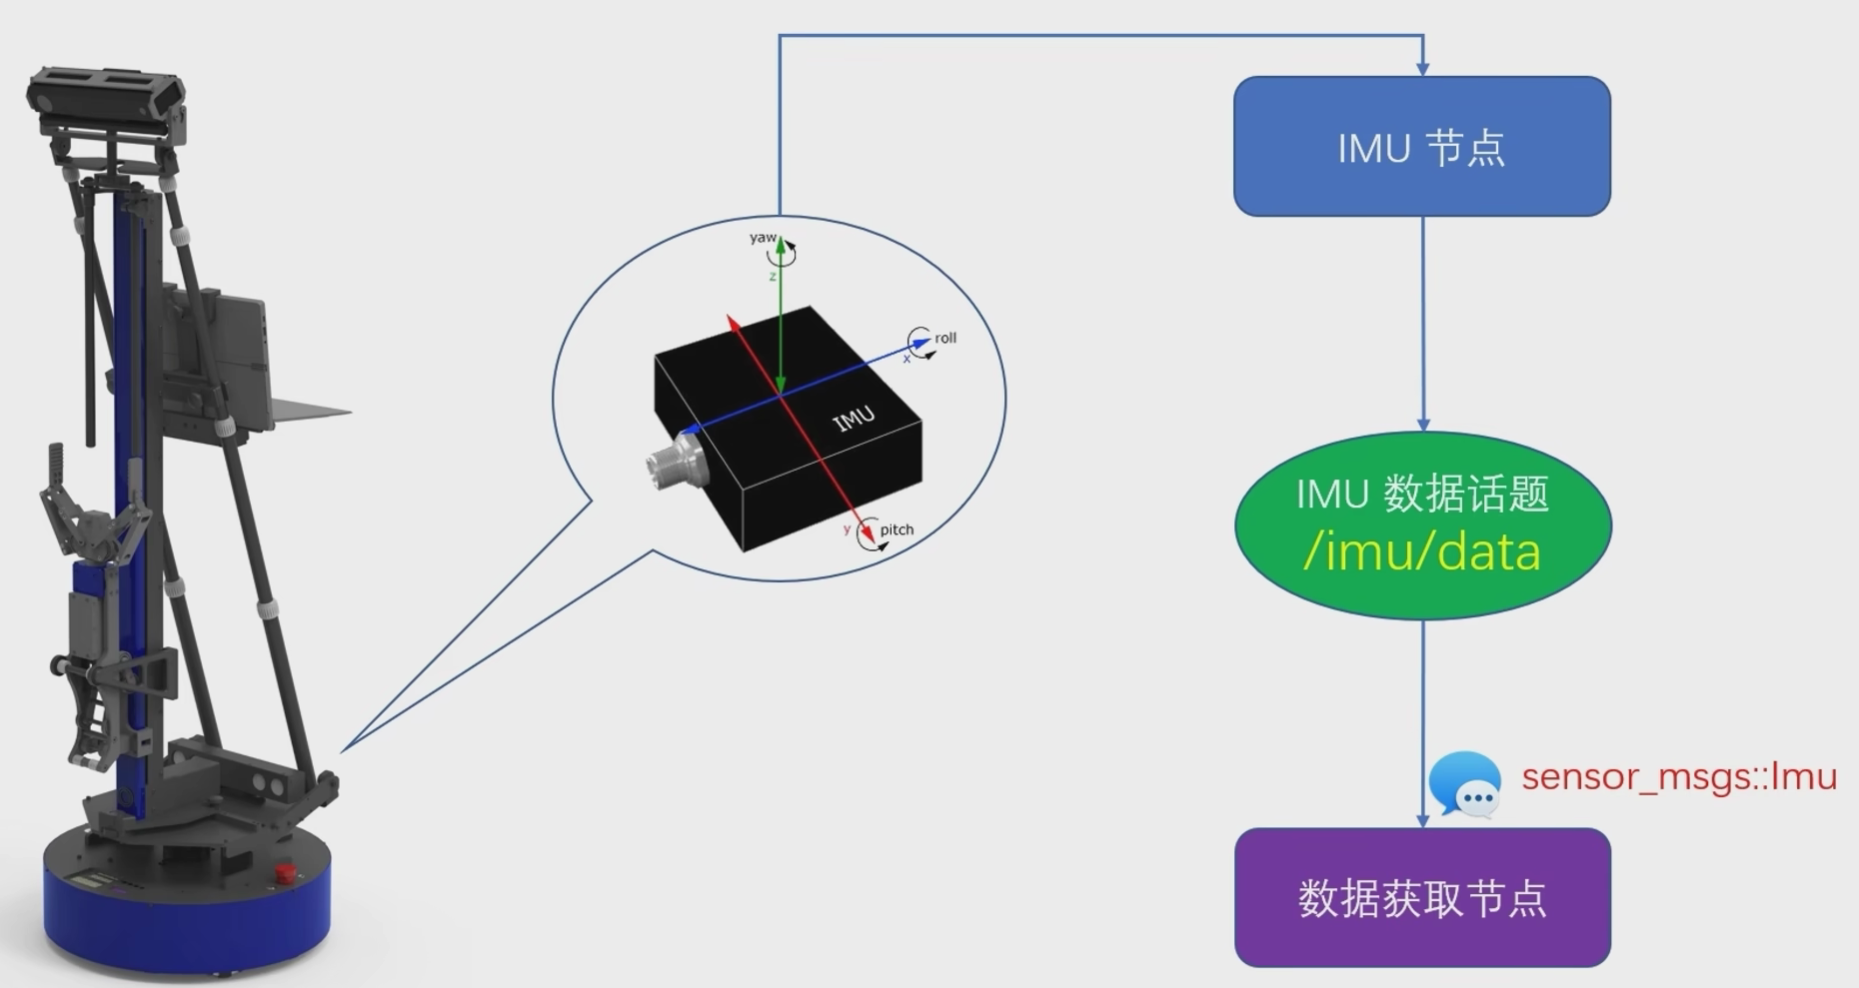 IMU 节点
yaw
z
roll
x
IMU
y
pitch
IMU 数据话题
/imu/data
sensor_msgs::Imu
数据获取节点